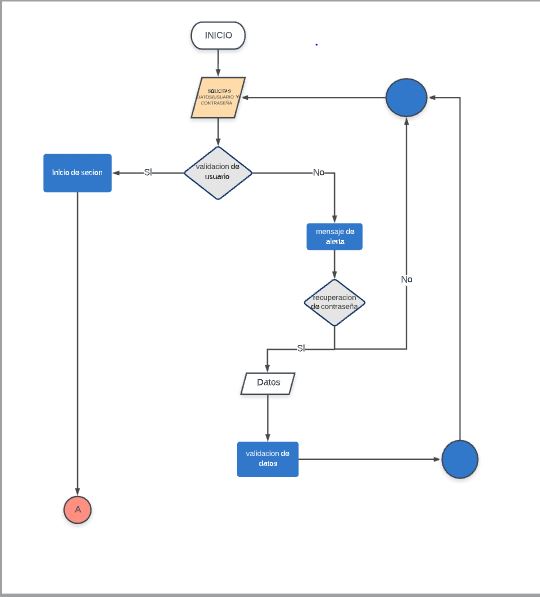 INICIO
SOLICITAS
DATOS(USUARIO Y
CONTRASEÑA
validacion de
usuario
SI
No
Inicio de secion
mensaje de
alerta
recuperacion
de contraseña
No
SI
Datos
validacion de
datos
A